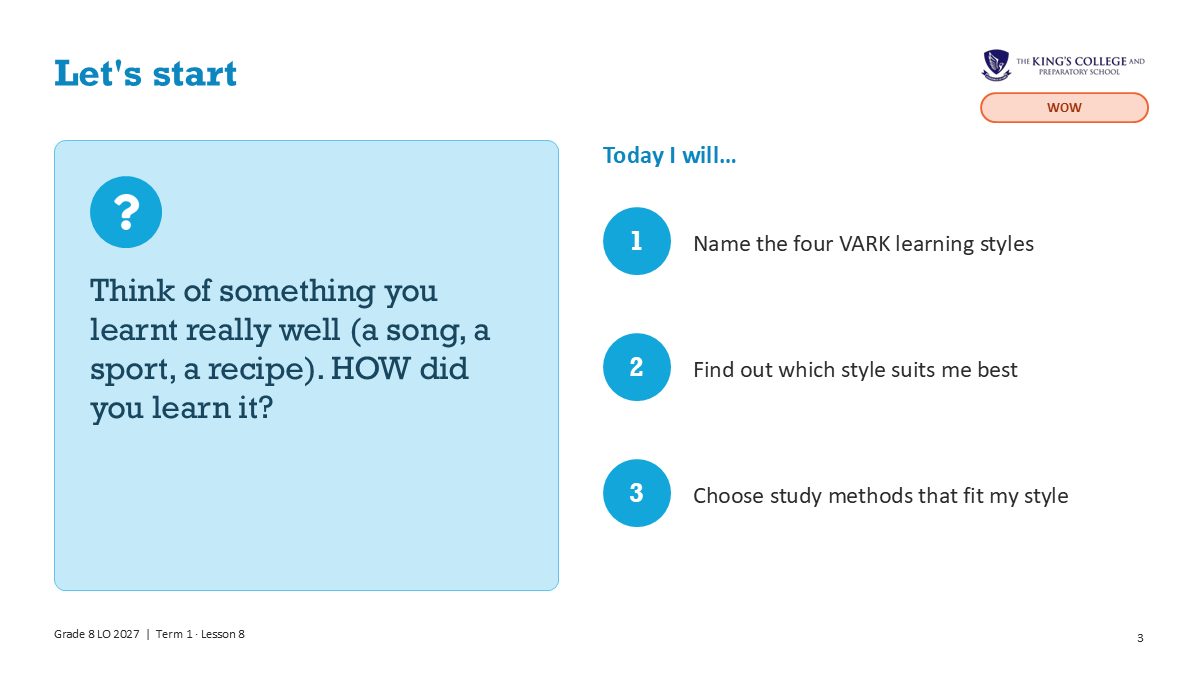 Let's start
THE KING'S COLLEGE AND
PREPARATORY SCHOOL
WOW
?
Think of something you
learnt really well (a song, a
sport, a recipe). HOW did
you learn it?
Today I will...
1
Name the four VARK learning styles
2
Find out which style suits me best
3
Choose study methods that fit my style
Grade 8 LO 2027 | Term 1 · Lesson 8
3